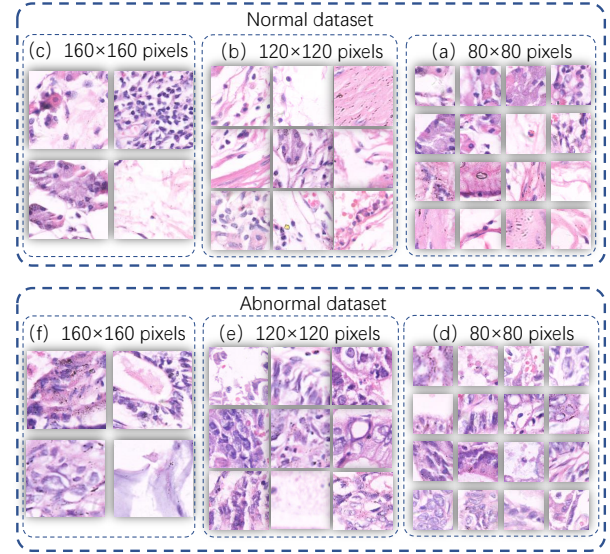 Normal dataset
(c) 160×160 pixels
(b) 120×120 pixels
(a) 80×80 pixels
Abnormal dataset
(f) 160×160 pixels
(e) 120×120 pixels
(d) 80×80 pixels